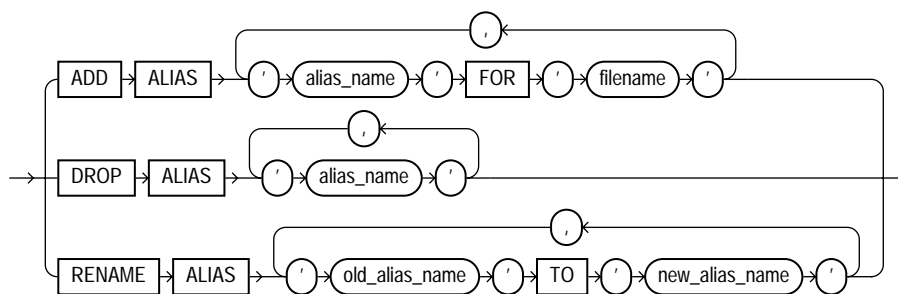 ,
ADD ALIAS ' alias_name ' FOR ' filename '
,
DROP ALIAS ' alias_name '
,
RENAME ALIAS ' old_alias_name ' TO ' new_alias_name '